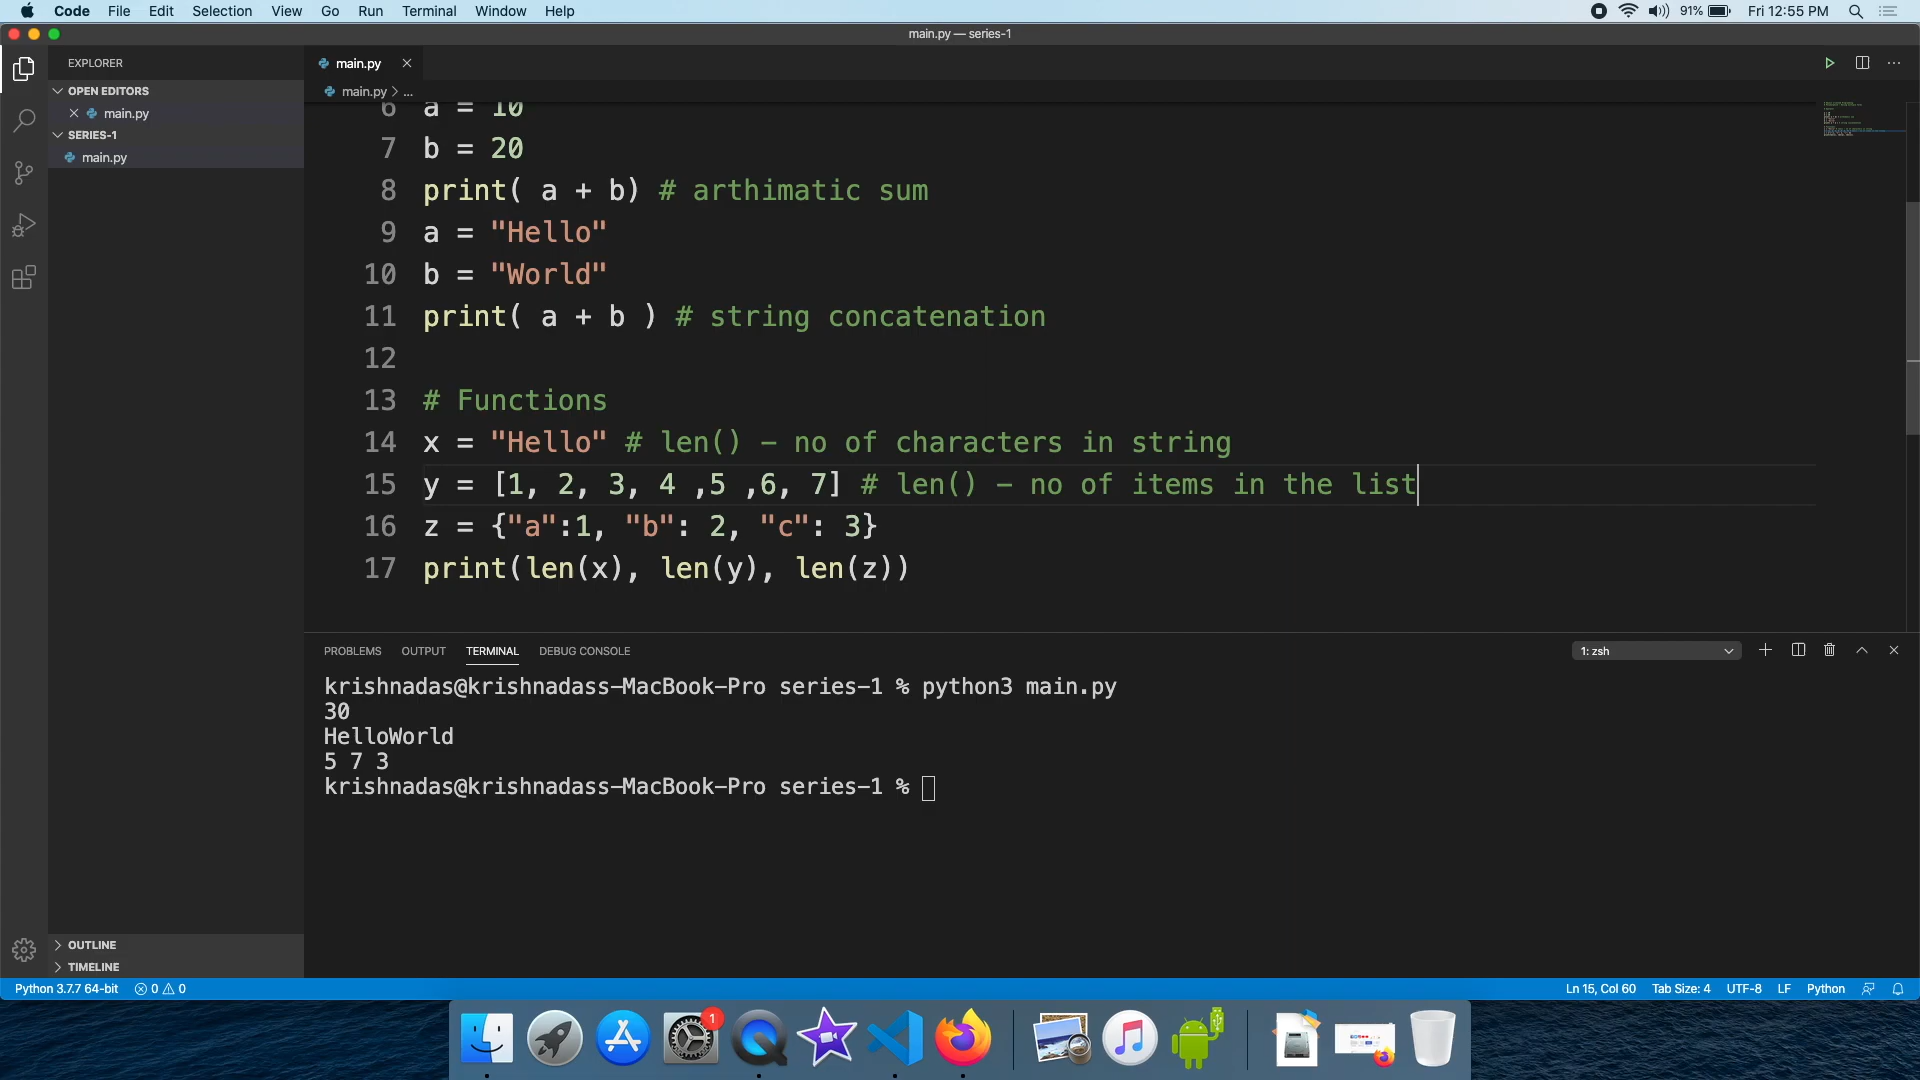 Code File Edit Selection View Go Run Terminal Window Help 91% Fri 12:55 PM
main.py — series-1
EXPLORER
OPEN EDITORS
main.py
SERIES-1
main.py
main.py
main.py > ...
6 a = 10
7 b = 20
8 print( a + b) # arthimatic sum
9 a = "Hello"
10 b = "World"
11 print( a + b ) # string concatenation
12
13 # Functions
14 x = "Hello" # len() - no of characters in string
15 y = [1, 2, 3, 4 ,5 ,6, 7] # len() - no of items in the list
16 z = {"a":1, "b": 2, "c": 3}
17 print(len(x), len(y), len(z))
PROBLEMS OUTPUT TERMINAL DEBUG CONSOLE 1: zsh
krishnadas@krishnadass-MacBook-Pro series-1 % python3 main.py
30
HelloWorld
5 7 3
krishnadas@krishnadass-MacBook-Pro series-1 %
OUTLINE
TIMELINE
Python 3.7.7 64-bit 0 0 Ln 15, Col 60 Tab Size: 4 UTF-8 LF Python
1